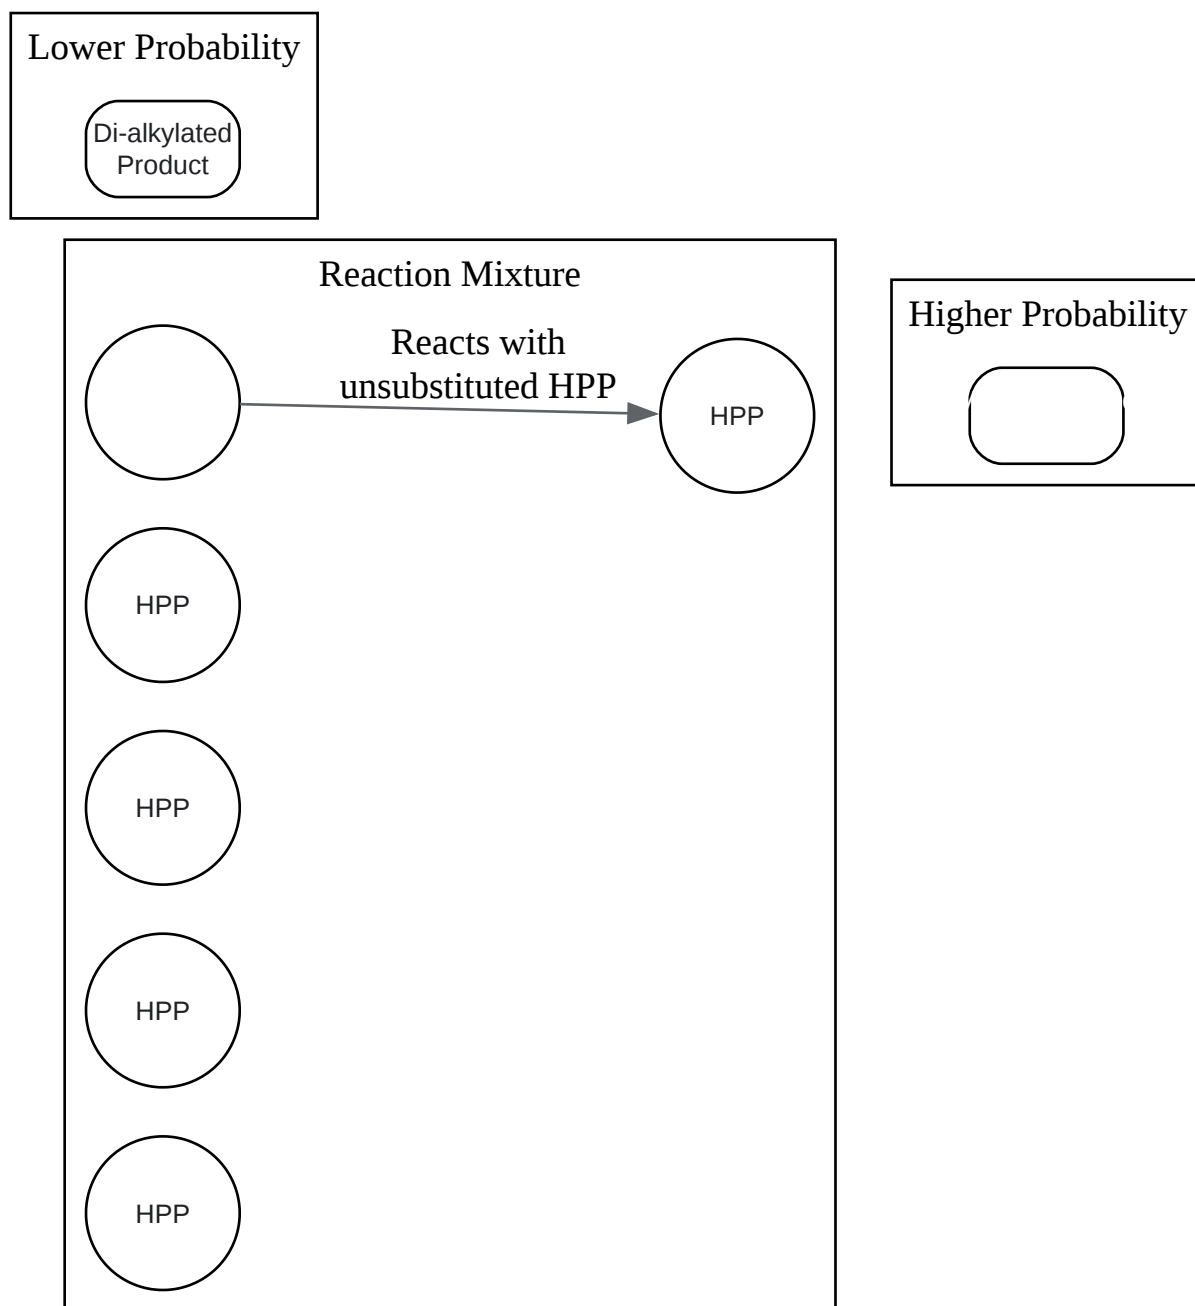 Lower Probability
Di-alkylated
Product
Reaction Mixture
Reacts with
unsubstituted HPP
HPP
Higher Probability
HPP
HPP
HPP
HPP